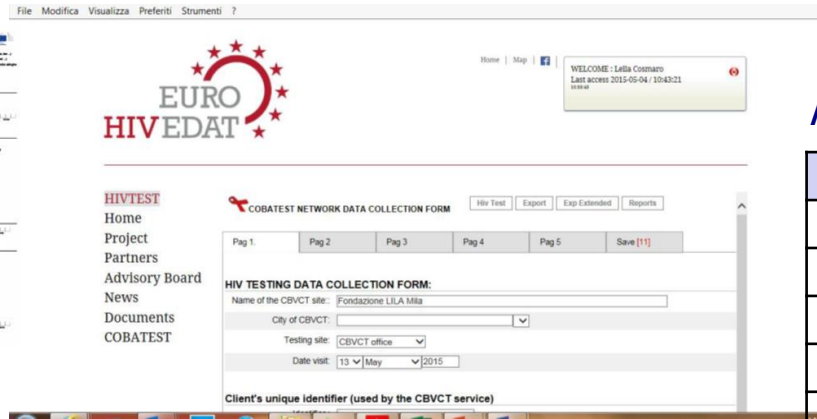 File Modifica Visualizza Preferiti Strumenti ?
EURO
HIVEDAT
Home | Map |
WELCOME : Leila Cosmaro
Last access 2015-05-04 / 10:43:21
HIVTEST
Home
Project
Partners
Advisory Board
News
Documents
COBATEST
COBATEST NETWORK DATA COLLECTION FORM
Hiv Test Export Exp Extended Reports
Pag 1. Pag 2 Pag 3 Pag 4 Pag 5 Save [11]
HIV TESTING DATA COLLECTION FORM:
Name of the CBVCT site:: Fondazione LILA Mila
City of CBVCT:
Testing site: CBVCT office
Date visit: 13 May 2015
Client's unique identifier (used by the CBVCT service)